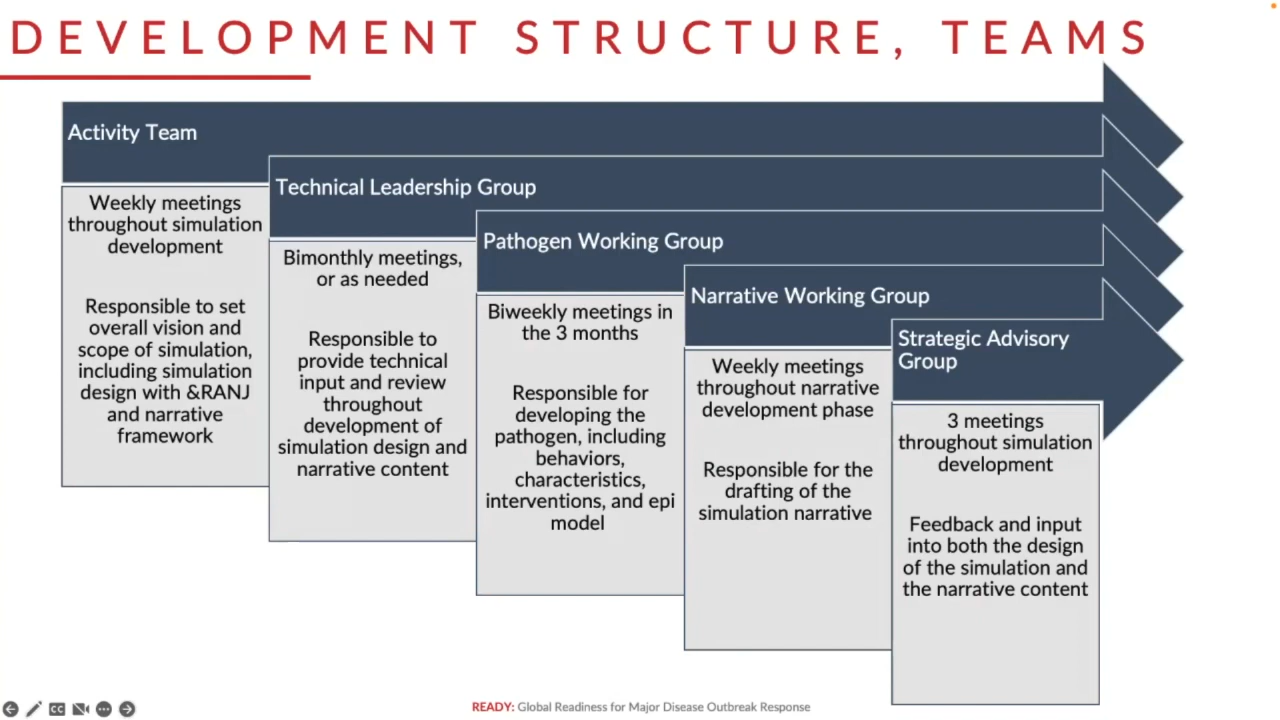 DEVELOPMENT STRUCTURE, TEAMS
Activity Team
Weekly meetings
throughout simulation
development
Responsible to set
overall vision and
scope of simulation,
including simulation
design with &RANJ
and narrative
framework
Technical Leadership Group
Bimonthly meetings,
or as needed
Responsible to
provide technical
input and review
throughout
development of
simulation design and
narrative content
Pathogen Working Group
Biweekly meetings in
the 3 months
Responsible for
developing the
pathogen, including
behaviors,
characteristics,
interventions, and epi
model
Narrative Working Group
Weekly meetings
throughout narrative
development phase
Responsible for the
drafting of the
simulation narrative
Strategic Advisory
Group
3 meetings
throughout simulation
development
Feedback and input
into both the design
of the simulation and
the narrative content
CC
READY: Global Readiness for Major Disease Outbreak Response